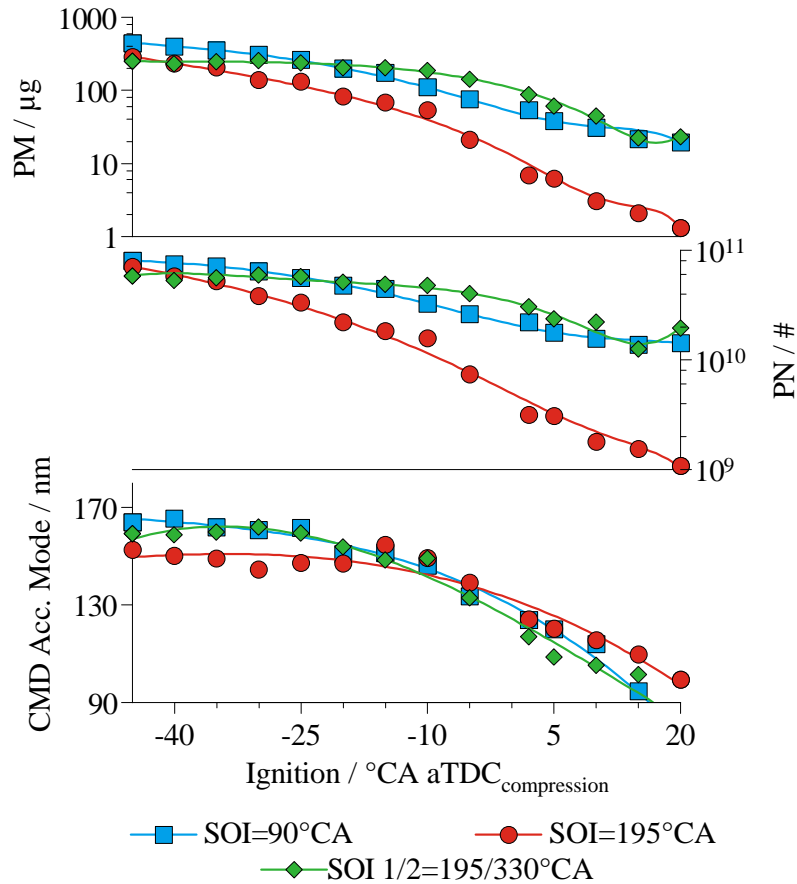 1000
100
10
1
PM / µg
10¹¹
10¹⁰
10⁹
PN / #
170
130
90
CMD Acc. Mode / nm
-40 -25 -10 5 20
Ignition / °CA aTDC_compression
SOI=90°CA SOI=195°CA
SOI 1/2=195/330°CA